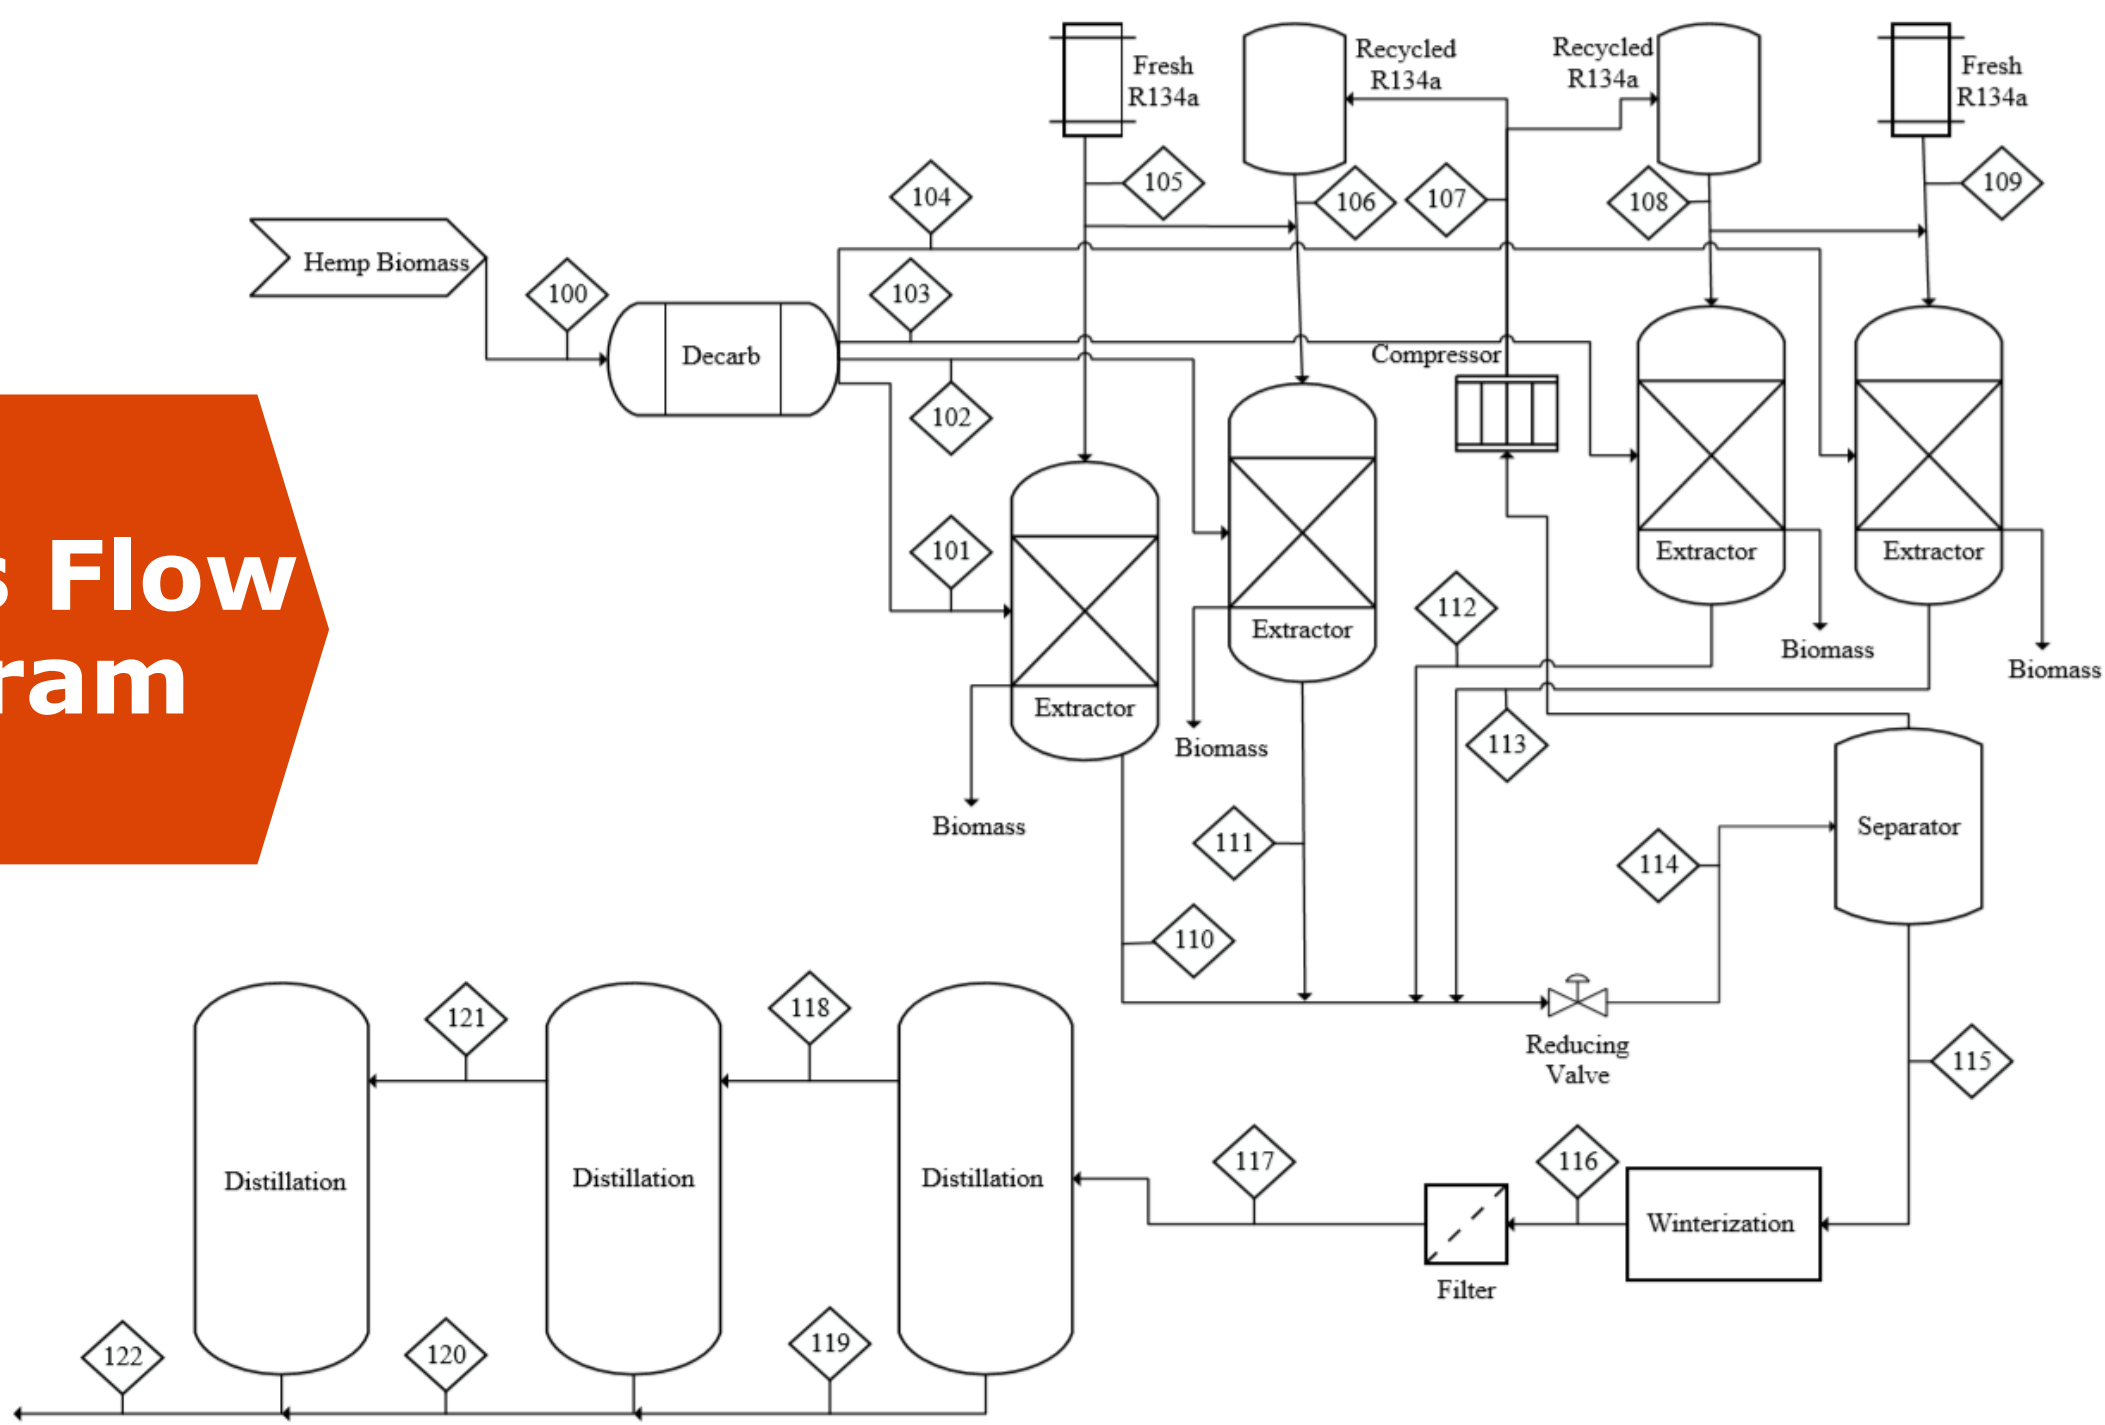 Fresh
R134a
Recycled
R134a
Recycled
R134a
Fresh
R134a
105
106
107
108
109
104
Hemp Biomass
100
103
Decarb
Compressor
102
101
s Flow
ram
Extractor
Extractor
Extractor
Extractor
112
Biomass
Biomass
113
Biomass
Biomass
111
114
Separator
110
Reducing
Valve
115
121
118
117
116
Distillation
Distillation
Distillation
Winterization
Filter
122
120
119